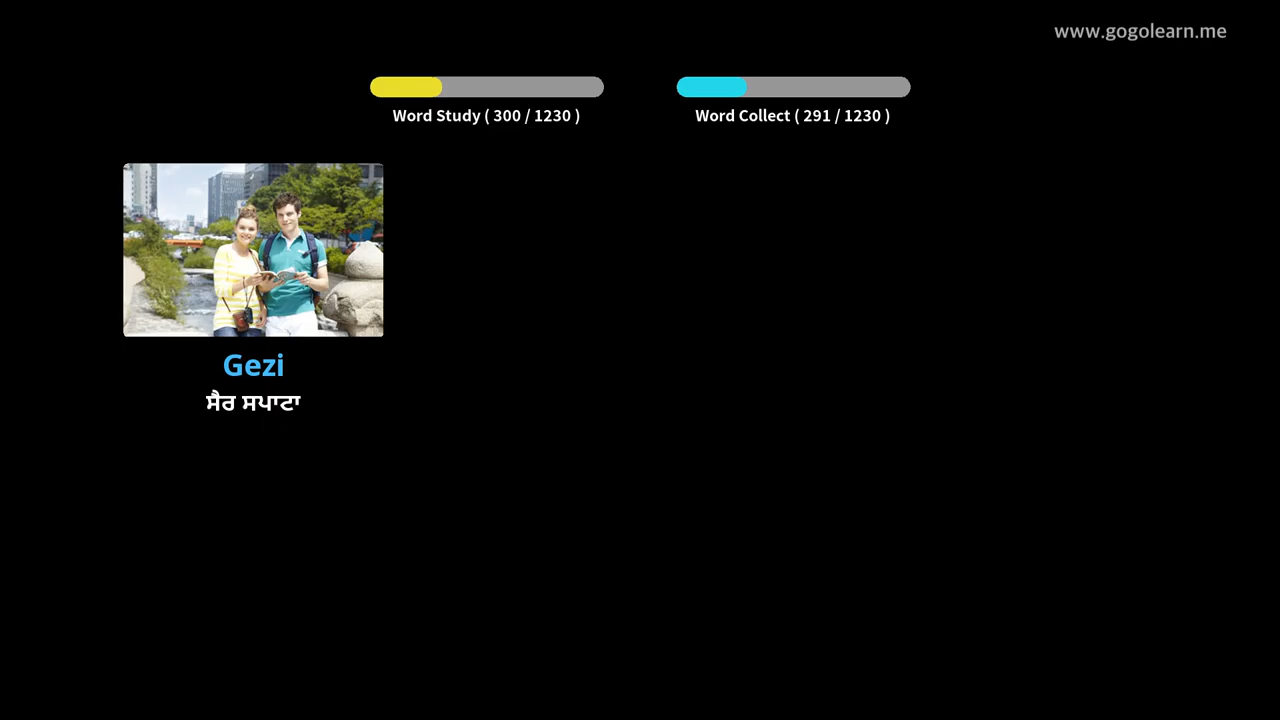 www.gogolearn.me
Word Study ( 300 / 1230 )
Word Collect ( 291 / 1230 )
Gezi
ਸੈਰ ਸਪਾਟਾ